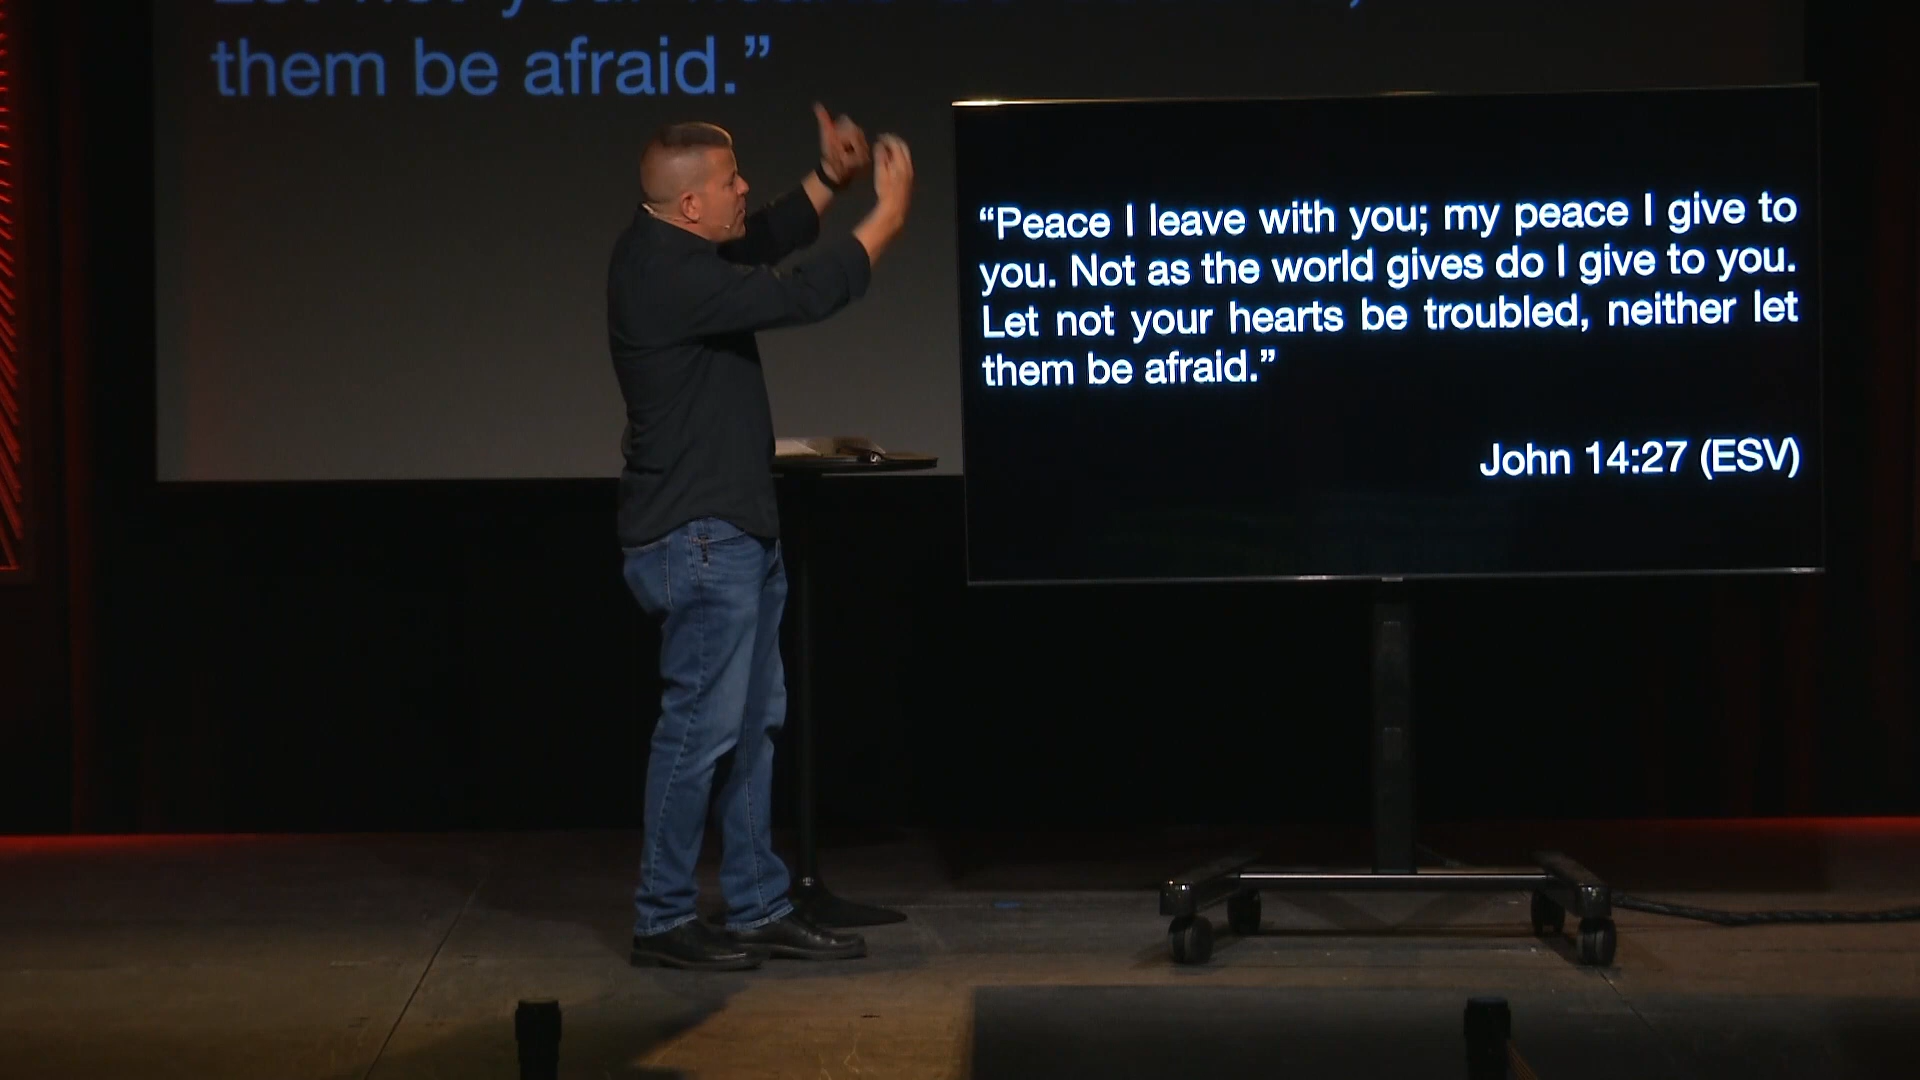 them be afraid.”
“Peace I leave with you; my peace I give to
you. Not as the world gives do I give to you.
Let not your hearts be troubled, neither let
them be afraid.”
John 14:27 (ESV)